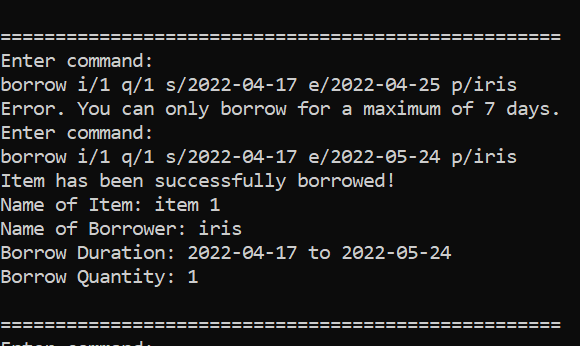 ===================================================
Enter command:
borrow i/1 q/1 s/2022-04-17 e/2022-04-25 p/iris
Error. You can only borrow for a maximum of 7 days.
Enter command:
borrow i/1 q/1 s/2022-04-17 e/2022-05-24 p/iris
Item has been successfully borrowed!
Name of Item: item 1
Name of Borrower: iris
Borrow Duration: 2022-04-17 to 2022-05-24
Borrow Quantity: 1
===================================================
Enter command: